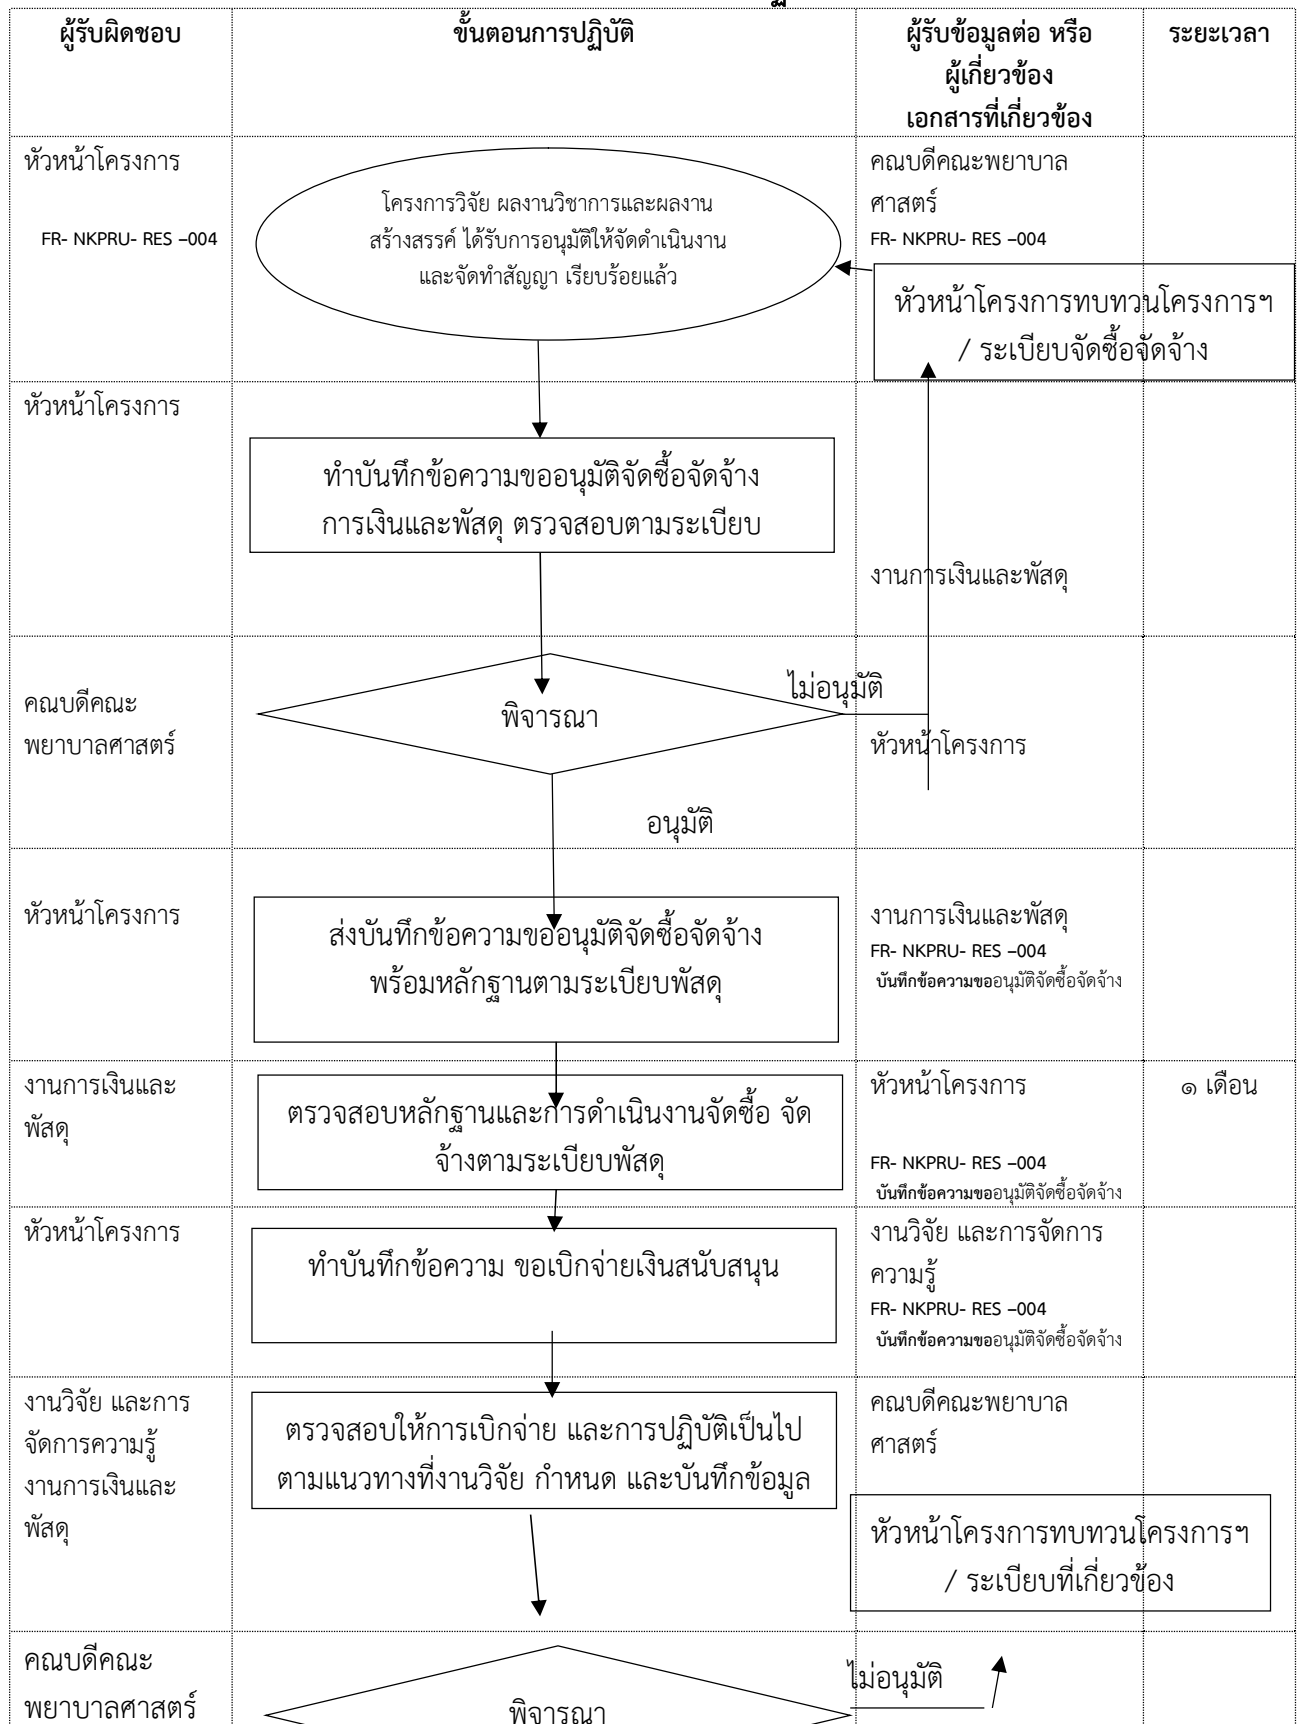 ผู้รับผิดชอบ
ขั้นตอนการปฏิบัติ
ผู้รับข้อมูลต่อ หรือ
ผู้เกี่ยวข้อง
เอกสารที่เกี่ยวข้อง
ระยะเวลา
หัวหน้าโครงการ
FR- NKPRU- RES –004
โครงการวิจัย ผลงานวิชาการและผลงาน
สร้างสรรค์ ได้รับการอนุมัติให้จัดดำเนินงาน
และจัดทำสัญญา เรียบร้อยแล้ว
คณบดีคณะพยาบาล
ศาสตร์
FR- NKPRU- RES –004
หัวหน้าโครงการทบทวนโครงการฯ
/ ระเบียบจัดซื้อจัดจ้าง
หัวหน้าโครงการ
ทำบันทึกข้อความขออนุมัติจัดซื้อจัดจ้าง
การเงินและพัสดุ ตรวจสอบตามระเบียบ
งานการเงินและพัสดุ
คณบดีคณะ
พยาบาลศาสตร์
พิจารณา
ไม่อนุมัติ
หัวหน้าโครงการ
อนุมัติ
หัวหน้าโครงการ
ส่งบันทึกข้อความขออนุมัติจัดซื้อจัดจ้าง
พร้อมหลักฐานตามระเบียบพัสดุ
งานการเงินและพัสดุ
FR- NKPRU- RES –004
บันทึกข้อความขออนุมัติจัดซื้อจัดจ้าง
งานการเงินและ
พัสดุ
ตรวจสอบหลักฐานและการดำเนินงานจัดซื้อ จัด
จ้างตามระเบียบพัสดุ
หัวหน้าโครงการ
FR- NKPRU- RES –004
บันทึกข้อความขออนุมัติจัดซื้อจัดจ้าง
๑ เดือน
หัวหน้าโครงการ
ทำบันทึกข้อความ ขอเบิกจ่ายเงินสนับสนุน
งานวิจัย และการจัดการ
ความรู้
FR- NKPRU- RES –004
บันทึกข้อความขออนุมัติจัดซื้อจัดจ้าง
งานวิจัย และการ
จัดการความรู้
งานการเงินและ
พัสดุ
ตรวจสอบให้การเบิกจ่าย และการปฏิบัติเป็นไป
ตามแนวทางที่งานวิจัย กำหนด และบันทึกข้อมูล
คณบดีคณะพยาบาล
ศาสตร์
หัวหน้าโครงการทบทวนโครงการฯ
/ ระเบียบที่เกี่ยวข้อง
คณบดีคณะ
พยาบาลศาสตร์
พิจารณา
ไม่อนุมัติ